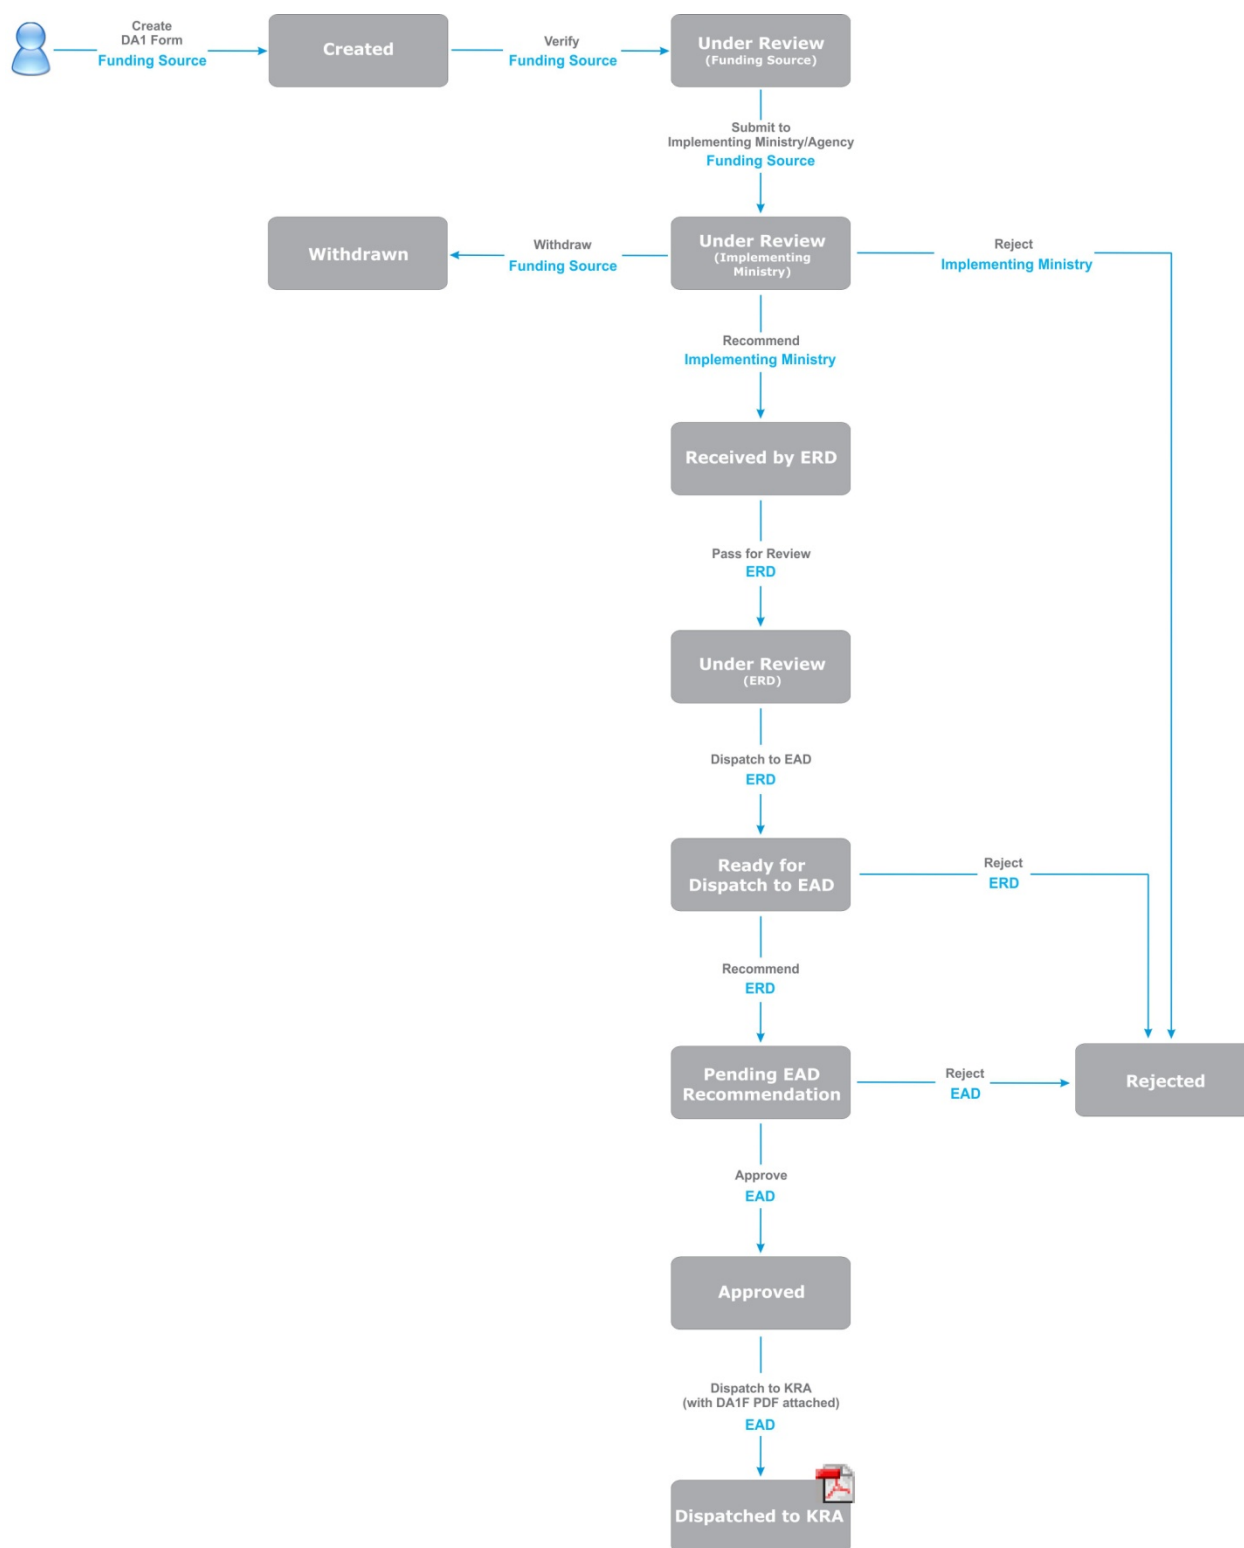 Create
DA1 Form
Funding Source
Created
Verify
Funding Source
Under Review
(Funding Source)
Submit to
Implementing Ministry/Agency
Funding Source
Withdrawn
Withdraw
Funding Source
Under Review
(Implementing
Ministry)
Reject
Implementing Ministry
Recommend
Implementing Ministry
Received by ERD
Pass for Review
ERD
Under Review
(ERD)
Dispatch to EAD
ERD
Ready for
Dispatch to EAD
Reject
ERD
Recommend
ERD
Pending EAD
Recommendation
Reject
EAD
Rejected
Approve
EAD
Approved
Dispatch to KRA
(with DA1F PDF attached)
EAD
Dispatched to KRA